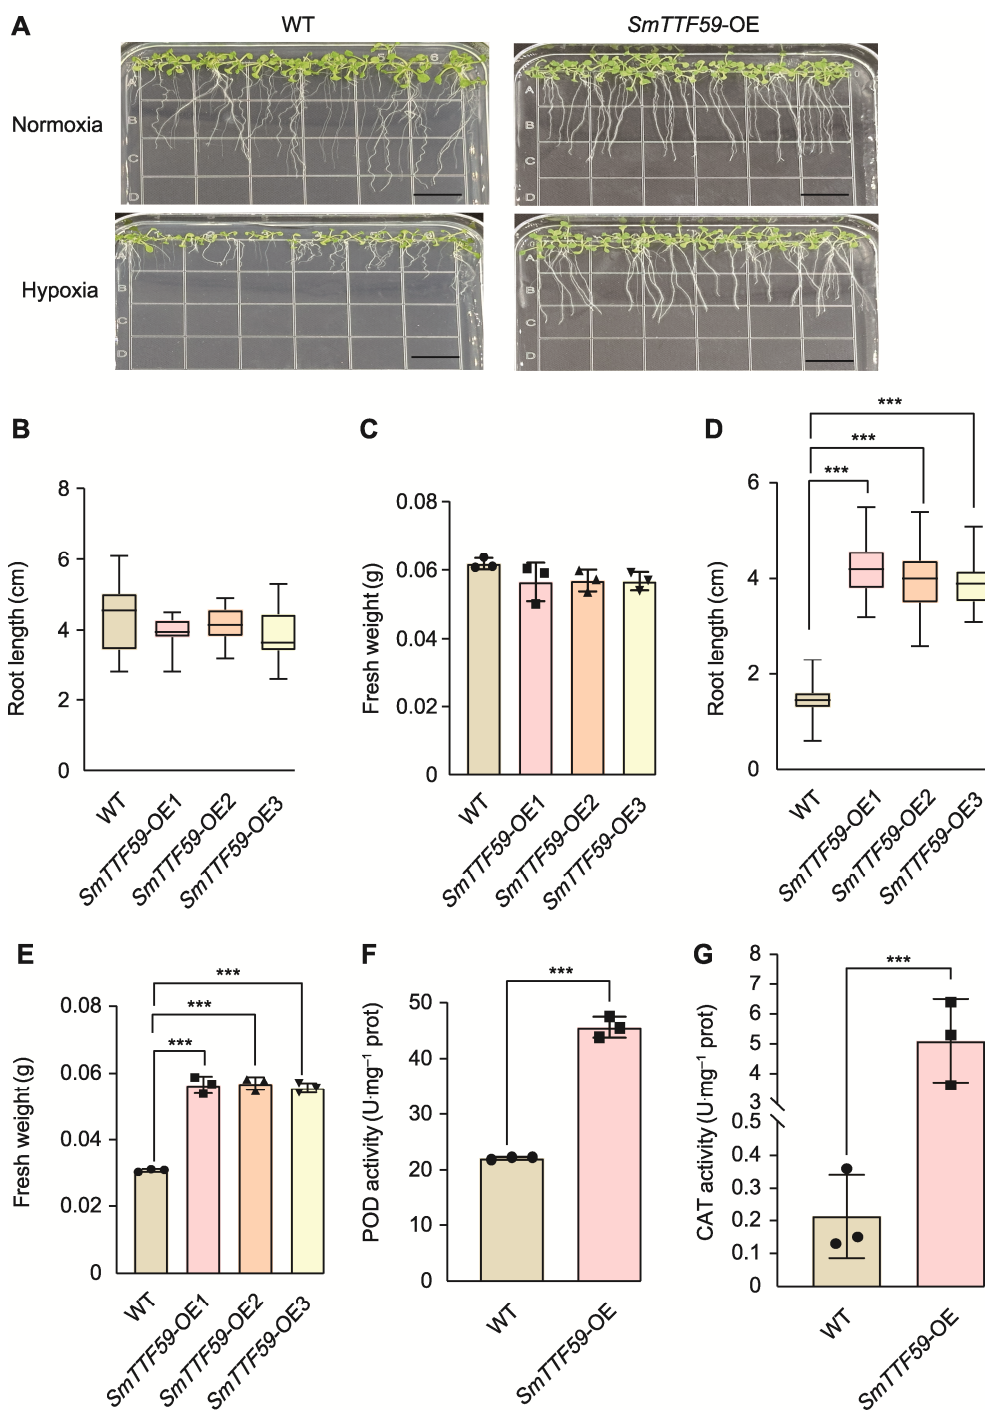 A
WT
SmTTF59-OE
Normoxia
5
6
A
B
C
D
A
B
C
D
Hypoxia
A
B
C
D
A
B
C
D
B
Root length (cm)
8
6
4
2
0
WT
SmTTF59-OE1
SmTTF59-OE2
SmTTF59-OE3
C
Fresh weight (g)
0.08
0.06
0.04
0.02
0
WT
SmTTF59-OE1
SmTTF59-OE2
SmTTF59-OE3
D
Root length (cm)
6
4
2
0
***
***
***
WT
SmTTF59-OE1
SmTTF59-OE2
SmTTF59-OE3
E
Fresh weight (g)
0.08
0.06
0.04
0.02
0
***
***
***
WT
SmTTF59-OE1
SmTTF59-OE2
SmTTF59-OE3
F
POD activity (U·mg⁻¹ prot)
50
40
30
20
10
0
***
WT
SmTTF59-OE
G
CAT activity (U·mg⁻¹ prot)
8
7
6
5
4
3
0.5
0.4
0.3
0.2
0.1
0
***
WT
SmTTF59-OE